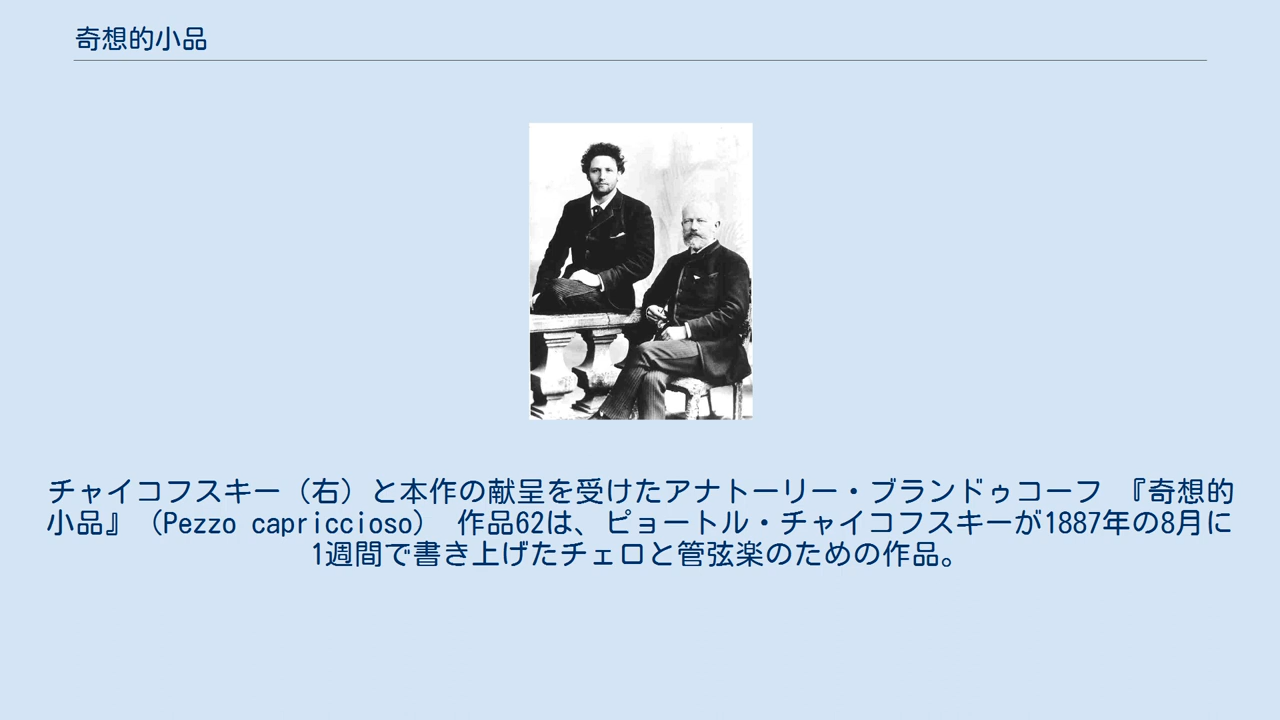 奇想的小品
チャイコフスキー（右）と本作の献呈を受けたアナトーリー・ブランドゥコーフ 『奇想的
小品』（Pezzo capriccioso） 作品62は、ピョートル・チャイコフスキーが1887年の8月に
1週間で書き上げたチェロと管弦楽のための作品。